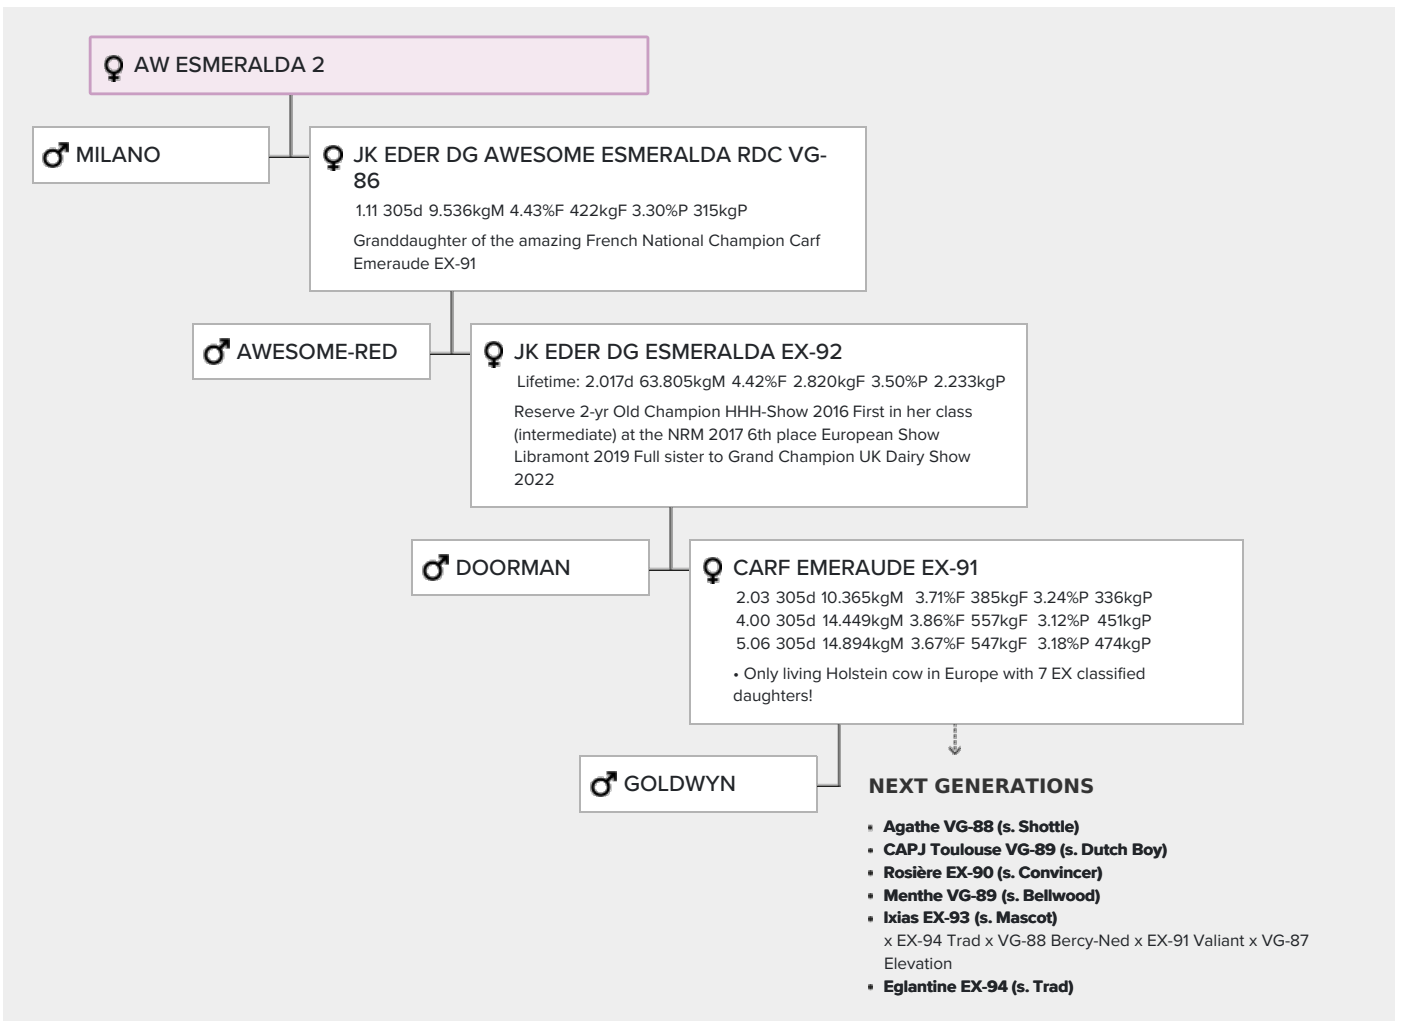 AW ESMERALDA 2
MILANO
JK EDER DG AWESOME ESMERALDA RDC VG-
86
1.11 305d 9.536kgM 4.43%F 422kgF 3.30%P 315kgP
Granddaughter of the amazing French National Champion Carf
Emeraude EX-91
AWESOME-RED
JK EDER DG ESMERALDA EX-92
Lifetime: 2.017d 63.805kgM 4.42%F 2.820kgF 3.50%P 2.233kgP
Reserve 2-yr Old Champion HHH-Show 2016 First in her class
(intermediate) at the NRM 2017 6th place European Show
Libramont 2019 Full sister to Grand Champion UK Dairy Show
2022
DOORMAN
CARF EMERAUDE EX-91
2.03 305d 10.365kgM 3.71%F 385kgF 3.24%P 336kgP
4.00 305d 14.449kgM 3.86%F 557kgF 3.12%P 451kgP
5.06 305d 14.894kgM 3.67%F 547kgF 3.18%P 474kgP
• Only living Holstein cow in Europe with 7 EX classified
daughters!
GOLDWYN
NEXT GENERATIONS
• Agathe VG-88 (s. Shottle)
• CAPJ Toulouse VG-89 (s. Dutch Boy)
• Rosière EX-90 (s. Convincer)
• Menthe VG-89 (s. Bellwood)
• Ixias EX-93 (s. Mascot)
x EX-94 Trad x VG-88 Bercy-Ned x EX-91 Valiant x VG-87
Elevation
• Eglantine EX-94 (s. Trad)